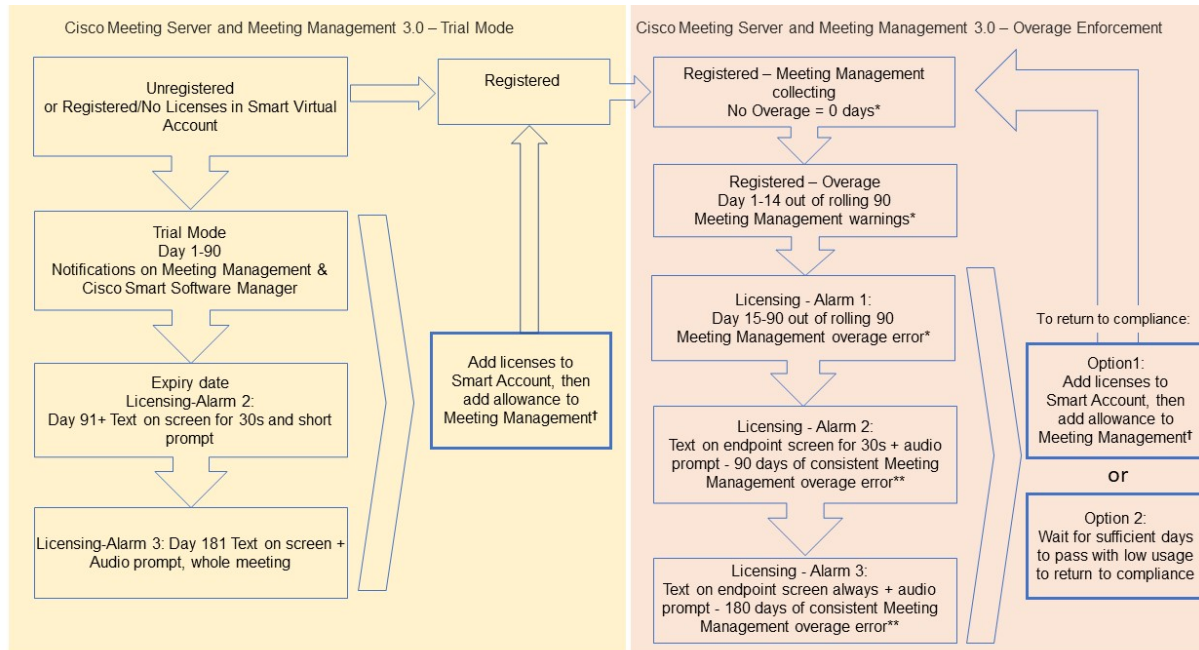 Cisco Meeting Server and Meeting Management 3.0 – Trial Mode
Unregistered
or Registered/No Licenses in Smart Virtual
Account
Registered
Trial Mode
Day 1-90
Notifications on Meeting Management &
Cisco Smart Software Manager
Expiry date
Licensing-Alarm 2:
Day 91+ Text on screen for 30s and short
prompt
Licensing-Alarm 3: Day 181 Text on screen +
Audio prompt, whole meeting
Add licenses to
Smart Account, then
add allowance to
Meeting Management†
Cisco Meeting Server and Meeting Management 3.0 – Overage Enforcement
Registered – Meeting Management
collecting
No Overage = 0 days*
Registered – Overage
Day 1-14 out of rolling 90
Meeting Management warnings*
Licensing - Alarm 1:
Day 15-90 out of rolling 90
Meeting Management overage error*
Licensing - Alarm 2:
Text on endpoint screen for 30s + audio
prompt - 90 days of consistent Meeting
Management overage error**
Licensing - Alarm 3:
Text on endpoint screen always + audio
prompt - 180 days of consistent Meeting
Management overage error**
To return to compliance:
Option1:
Add licenses to
Smart Account, then
add allowance to
Meeting Management†
or
Option 2:
Wait for sufficient days
to pass with low usage
to return to compliance